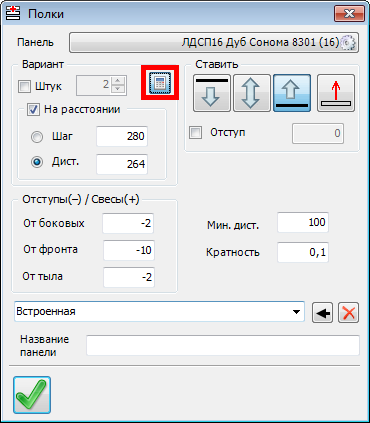 Полки
Панель ЛДСП16 Дуб Сонома 8301 (16)
Вариант
Штук 2
На расстоянии
Шаг 280
Дист. 264
Ставить
Отступ 0
Отступы(–) / Свесы(+)
От боковых -2
От фронта -10
От тыла -2
Мин. дист. 100
Кратность 0,1
Встроенная
Название
панели